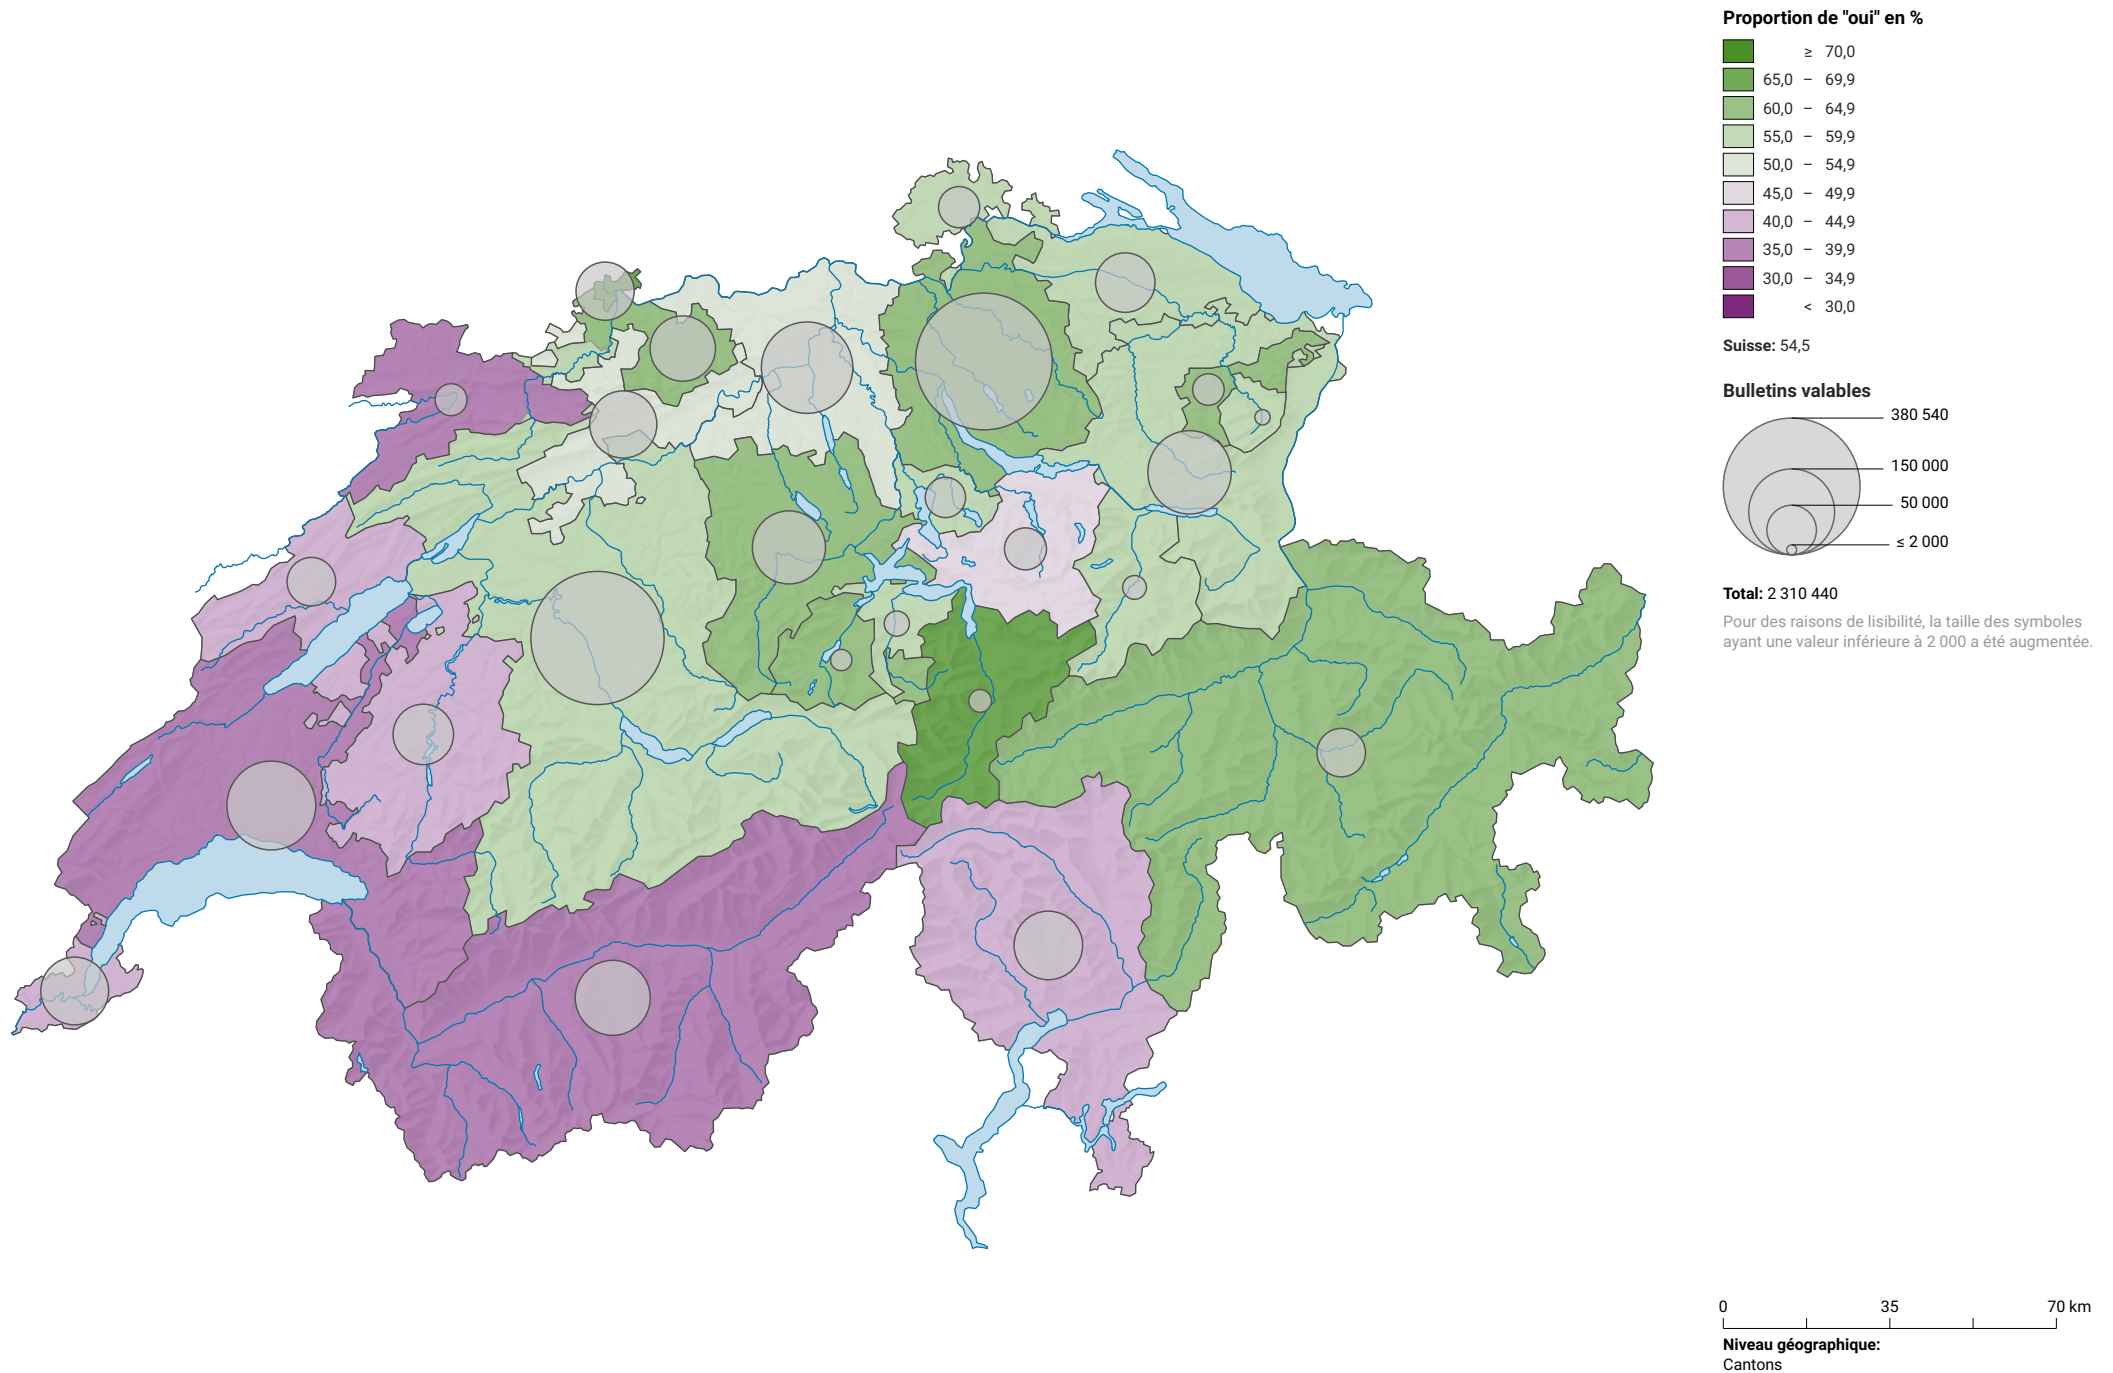 Proportion de "oui" en %
≥ 70,0
65,0 – 69,9
60,0 – 64,9
55,0 – 59,9
50,0 – 54,9
45,0 – 49,9
40,0 – 44,9
35,0 – 39,9
30,0 – 34,9
< 30,0
Suisse: 54,5
Bulletins valables
380 540
150 000
50 000
≤ 2 000
Total: 2 310 440
Pour des raisons de lisibilité, la taille des symboles
ayant une valeur inférieure à 2 000 a été augmentée.
0 35 70 km
Niveau géographique:
Cantons